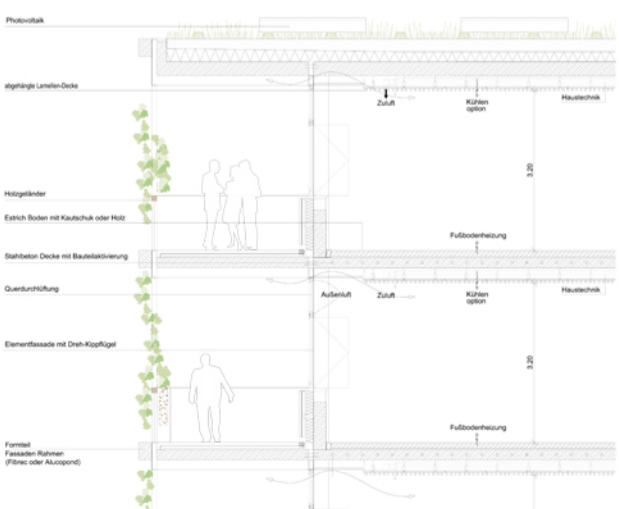 Photovoltaik
abgehängte Lamellen-Decke
Zuluft
Kühlen
option
Haustechnik
3.20
Holzgeländer
Estrich Boden mit Kautschuk oder Holz
Fußbodenheizung
Stahlbeton Decke mit Bauteilaktivierung
Querdurchlüftung
Außenluft
Zuluft
Kühlen
option
Haustechnik
Elementfassade mit Dreh-Kippflügel
3.20
Fußbodenheizung
Formteil
Fassaden Rahmen
(Fibrec oder Alucopond)